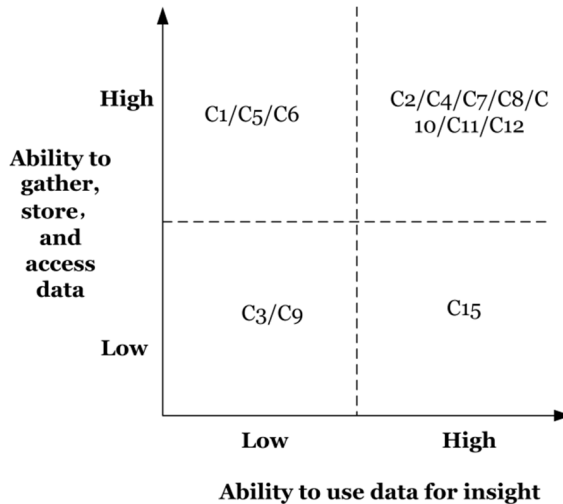 High
C1/C5/C6
C2/C4/C7/C8/C
10/C11/C12
Ability to
gather,
store,
and
access
data
C3/C9
C15
Low
Low
High
Ability to use data for insight